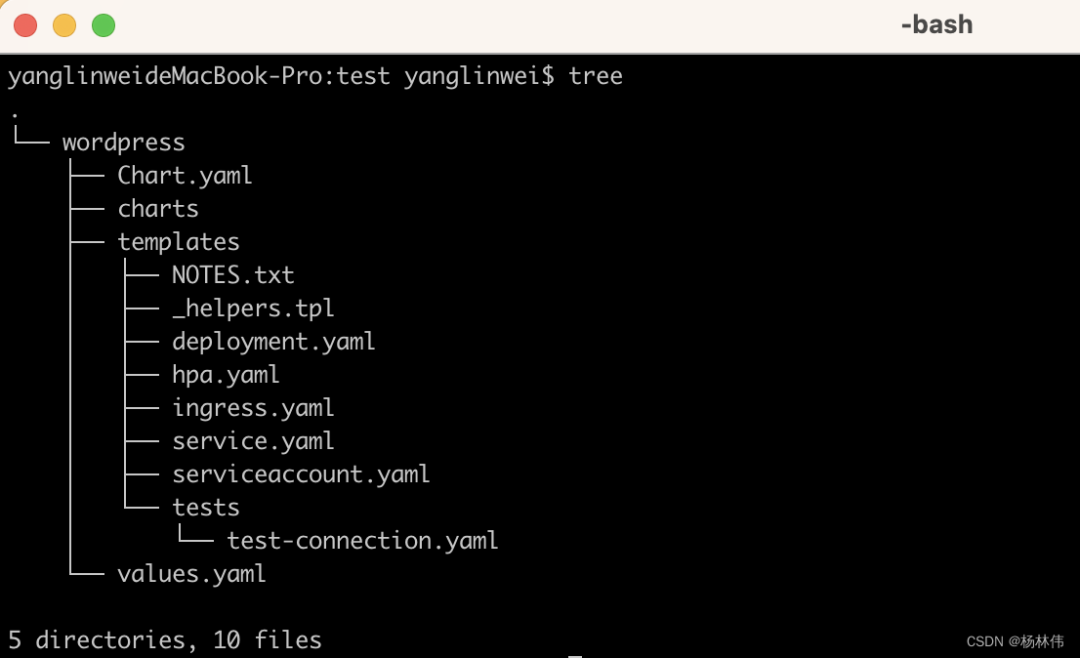 -bash
yanglinweideMacBook-Pro:test yanglinwei$ tree
.
└── wordpress
    ├── Chart.yaml
    ├── charts
    ├── templates
    │   ├── NOTES.txt
    │   ├── _helpers.tpl
    │   ├── deployment.yaml
    │   ├── hpa.yaml
    │   ├── ingress.yaml
    │   ├── service.yaml
    │   ├── serviceaccount.yaml
    │   └── tests
    │       └── test-connection.yaml
    └── values.yaml
5 directories, 10 files
CSDN @杨林伟